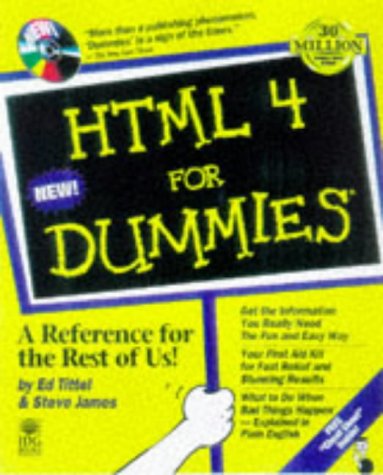 NEW!
"More than a publishing phenomenon,
'Dummies' is a sign of the times."
30
MILLION
HTML 4
FOR
DUMMIES®
NEW!
A Reference for
the Rest of Us!
by Ed Tittel
& Steve James
Get the Information
You Really Need
The Fun and Easy Way
Your First Aid Kit
for Fast Relief and
Stunning Results
What to Do When
Bad Things Happen
— Explained in
Plain English
IDG
BOOKS